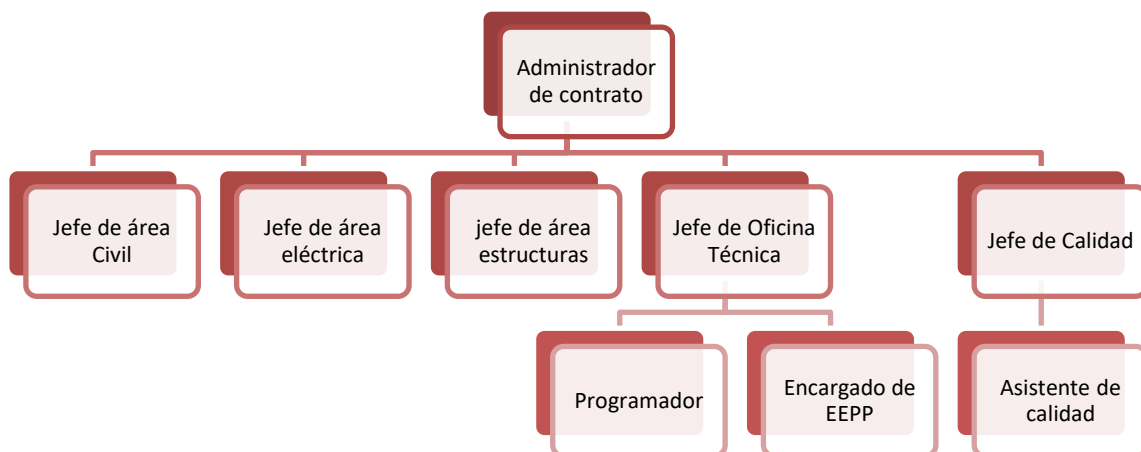 Administrador
de contrato
Jefe de área
Civil
Jefe de área
eléctrica
jefe de área
estructuras
Jefe de Oficina
Técnica
Jefe de Calidad
Programador
Encargado de
EEPP
Asistente de
calidad